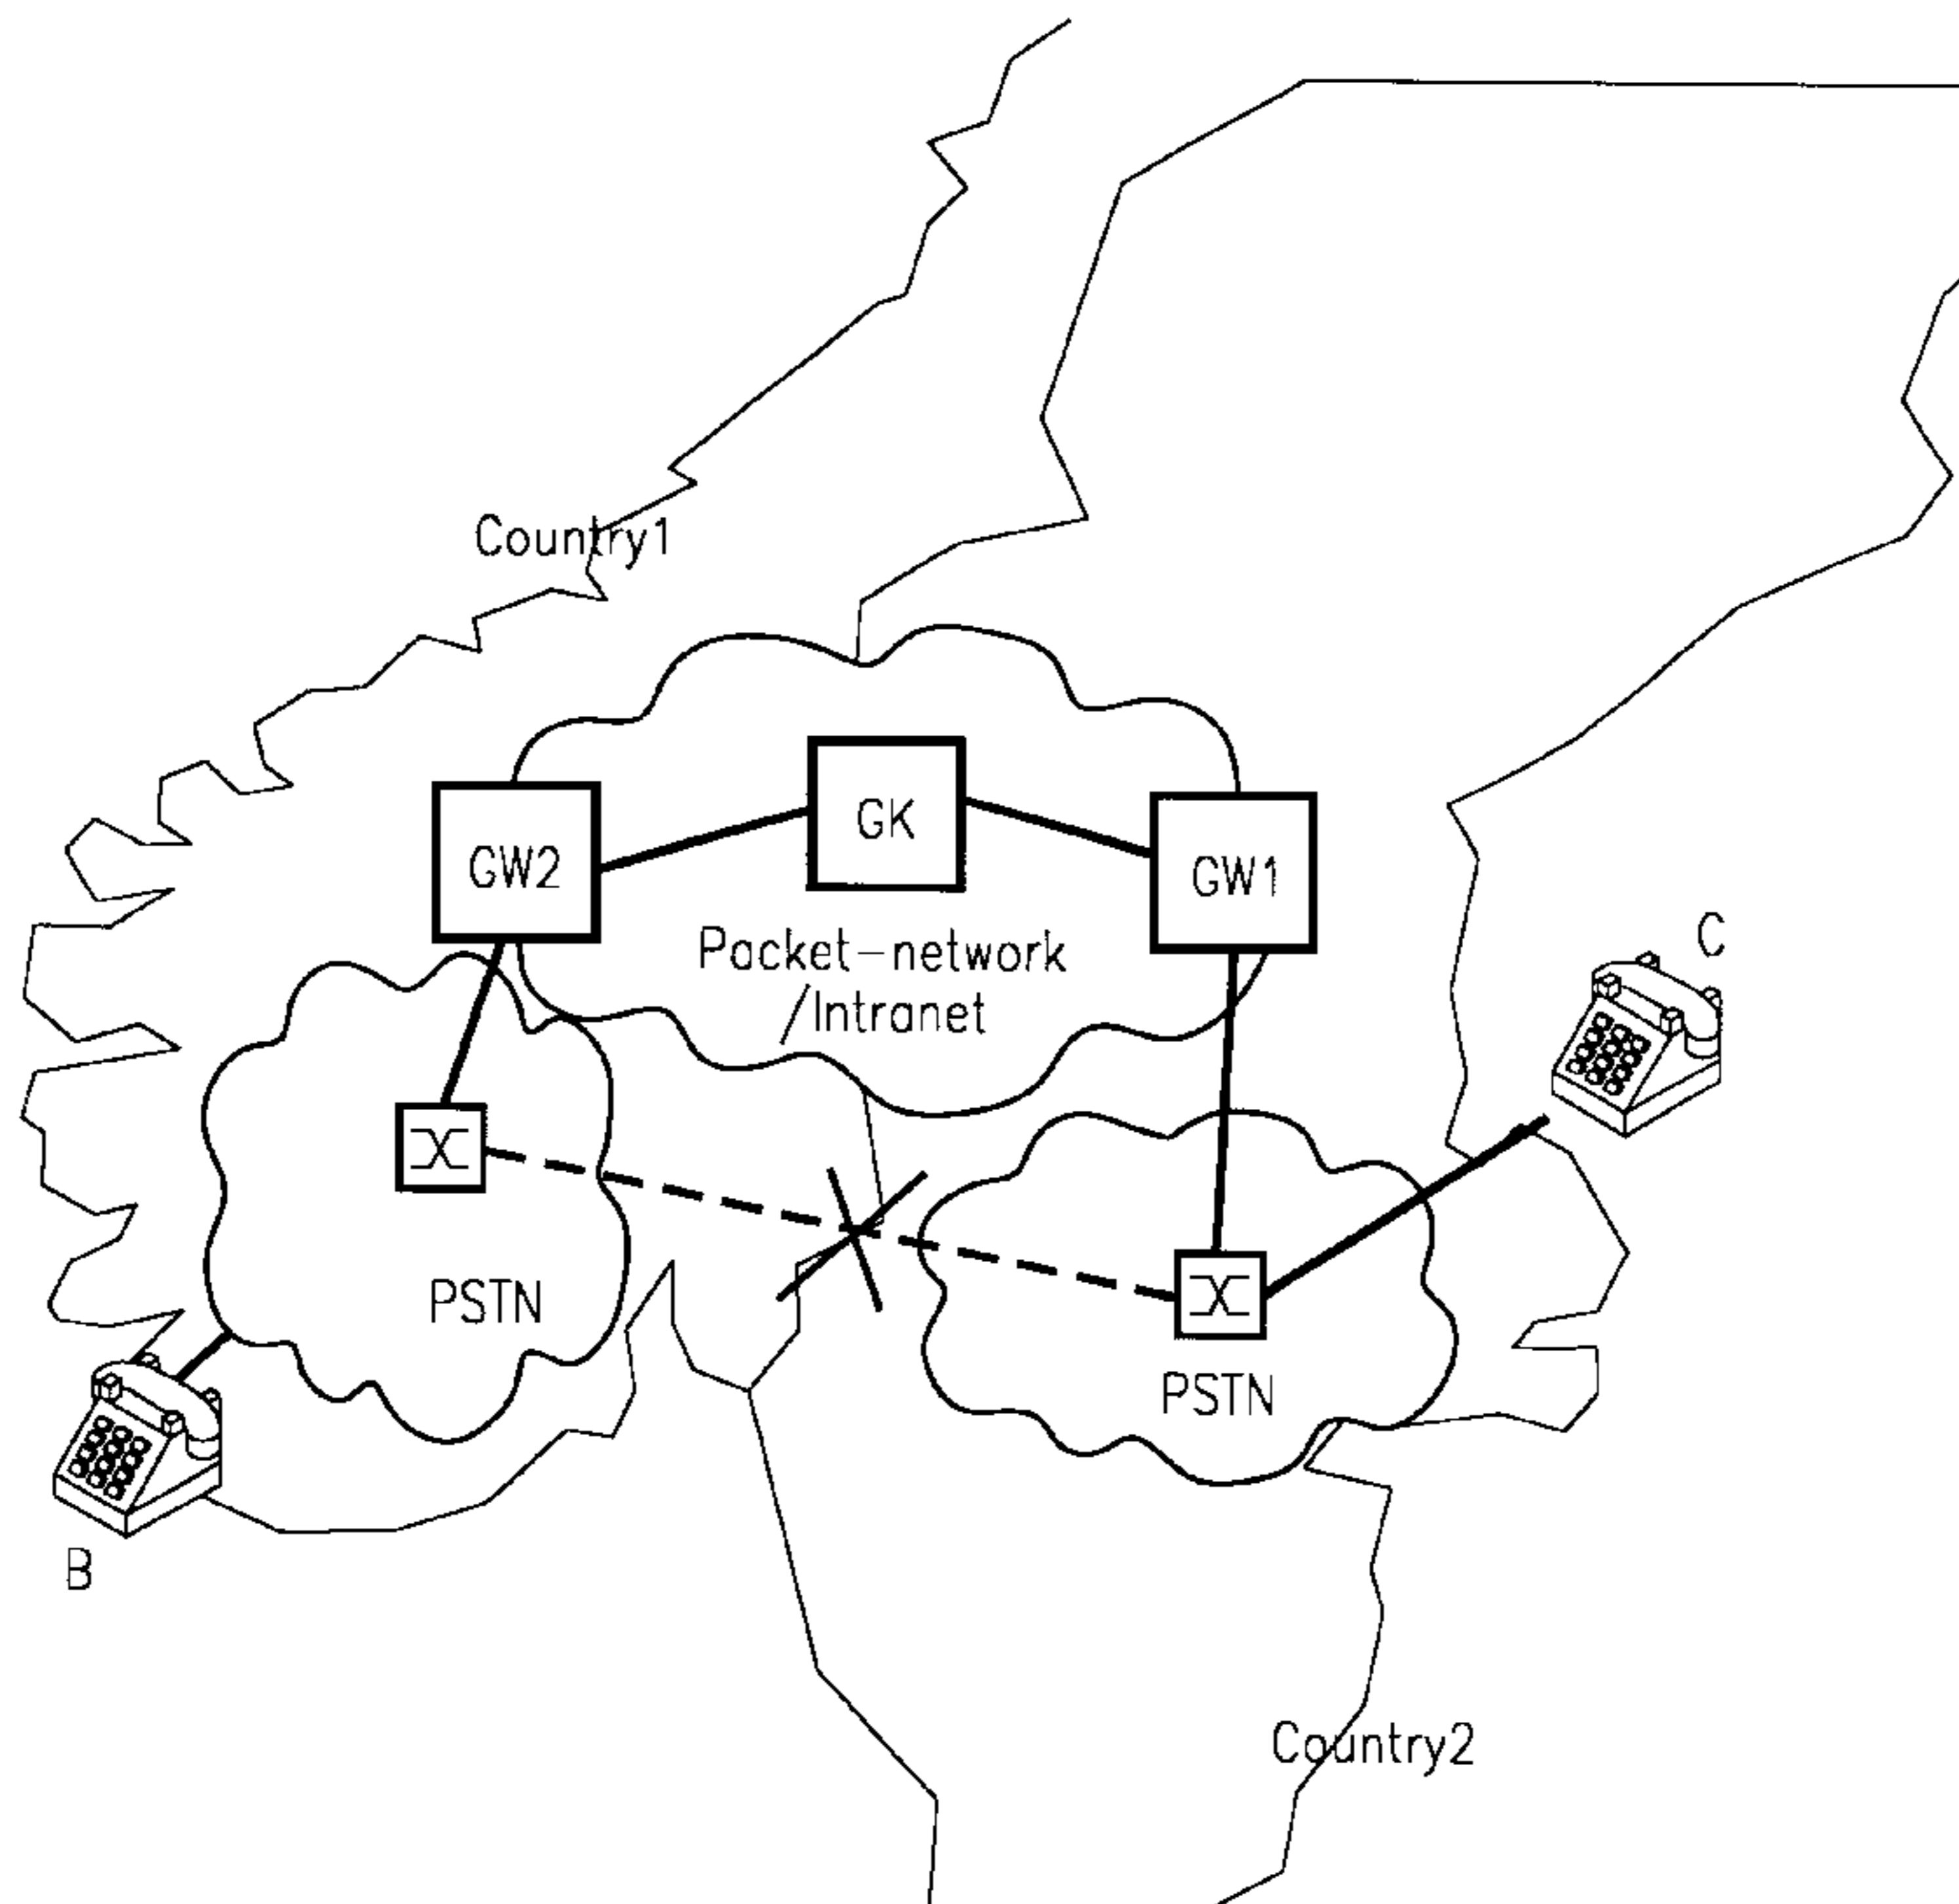 Country1
GK
GW2
GW1
Packet-network
/Intranet
C
PSTN
PSTN
B
Country2